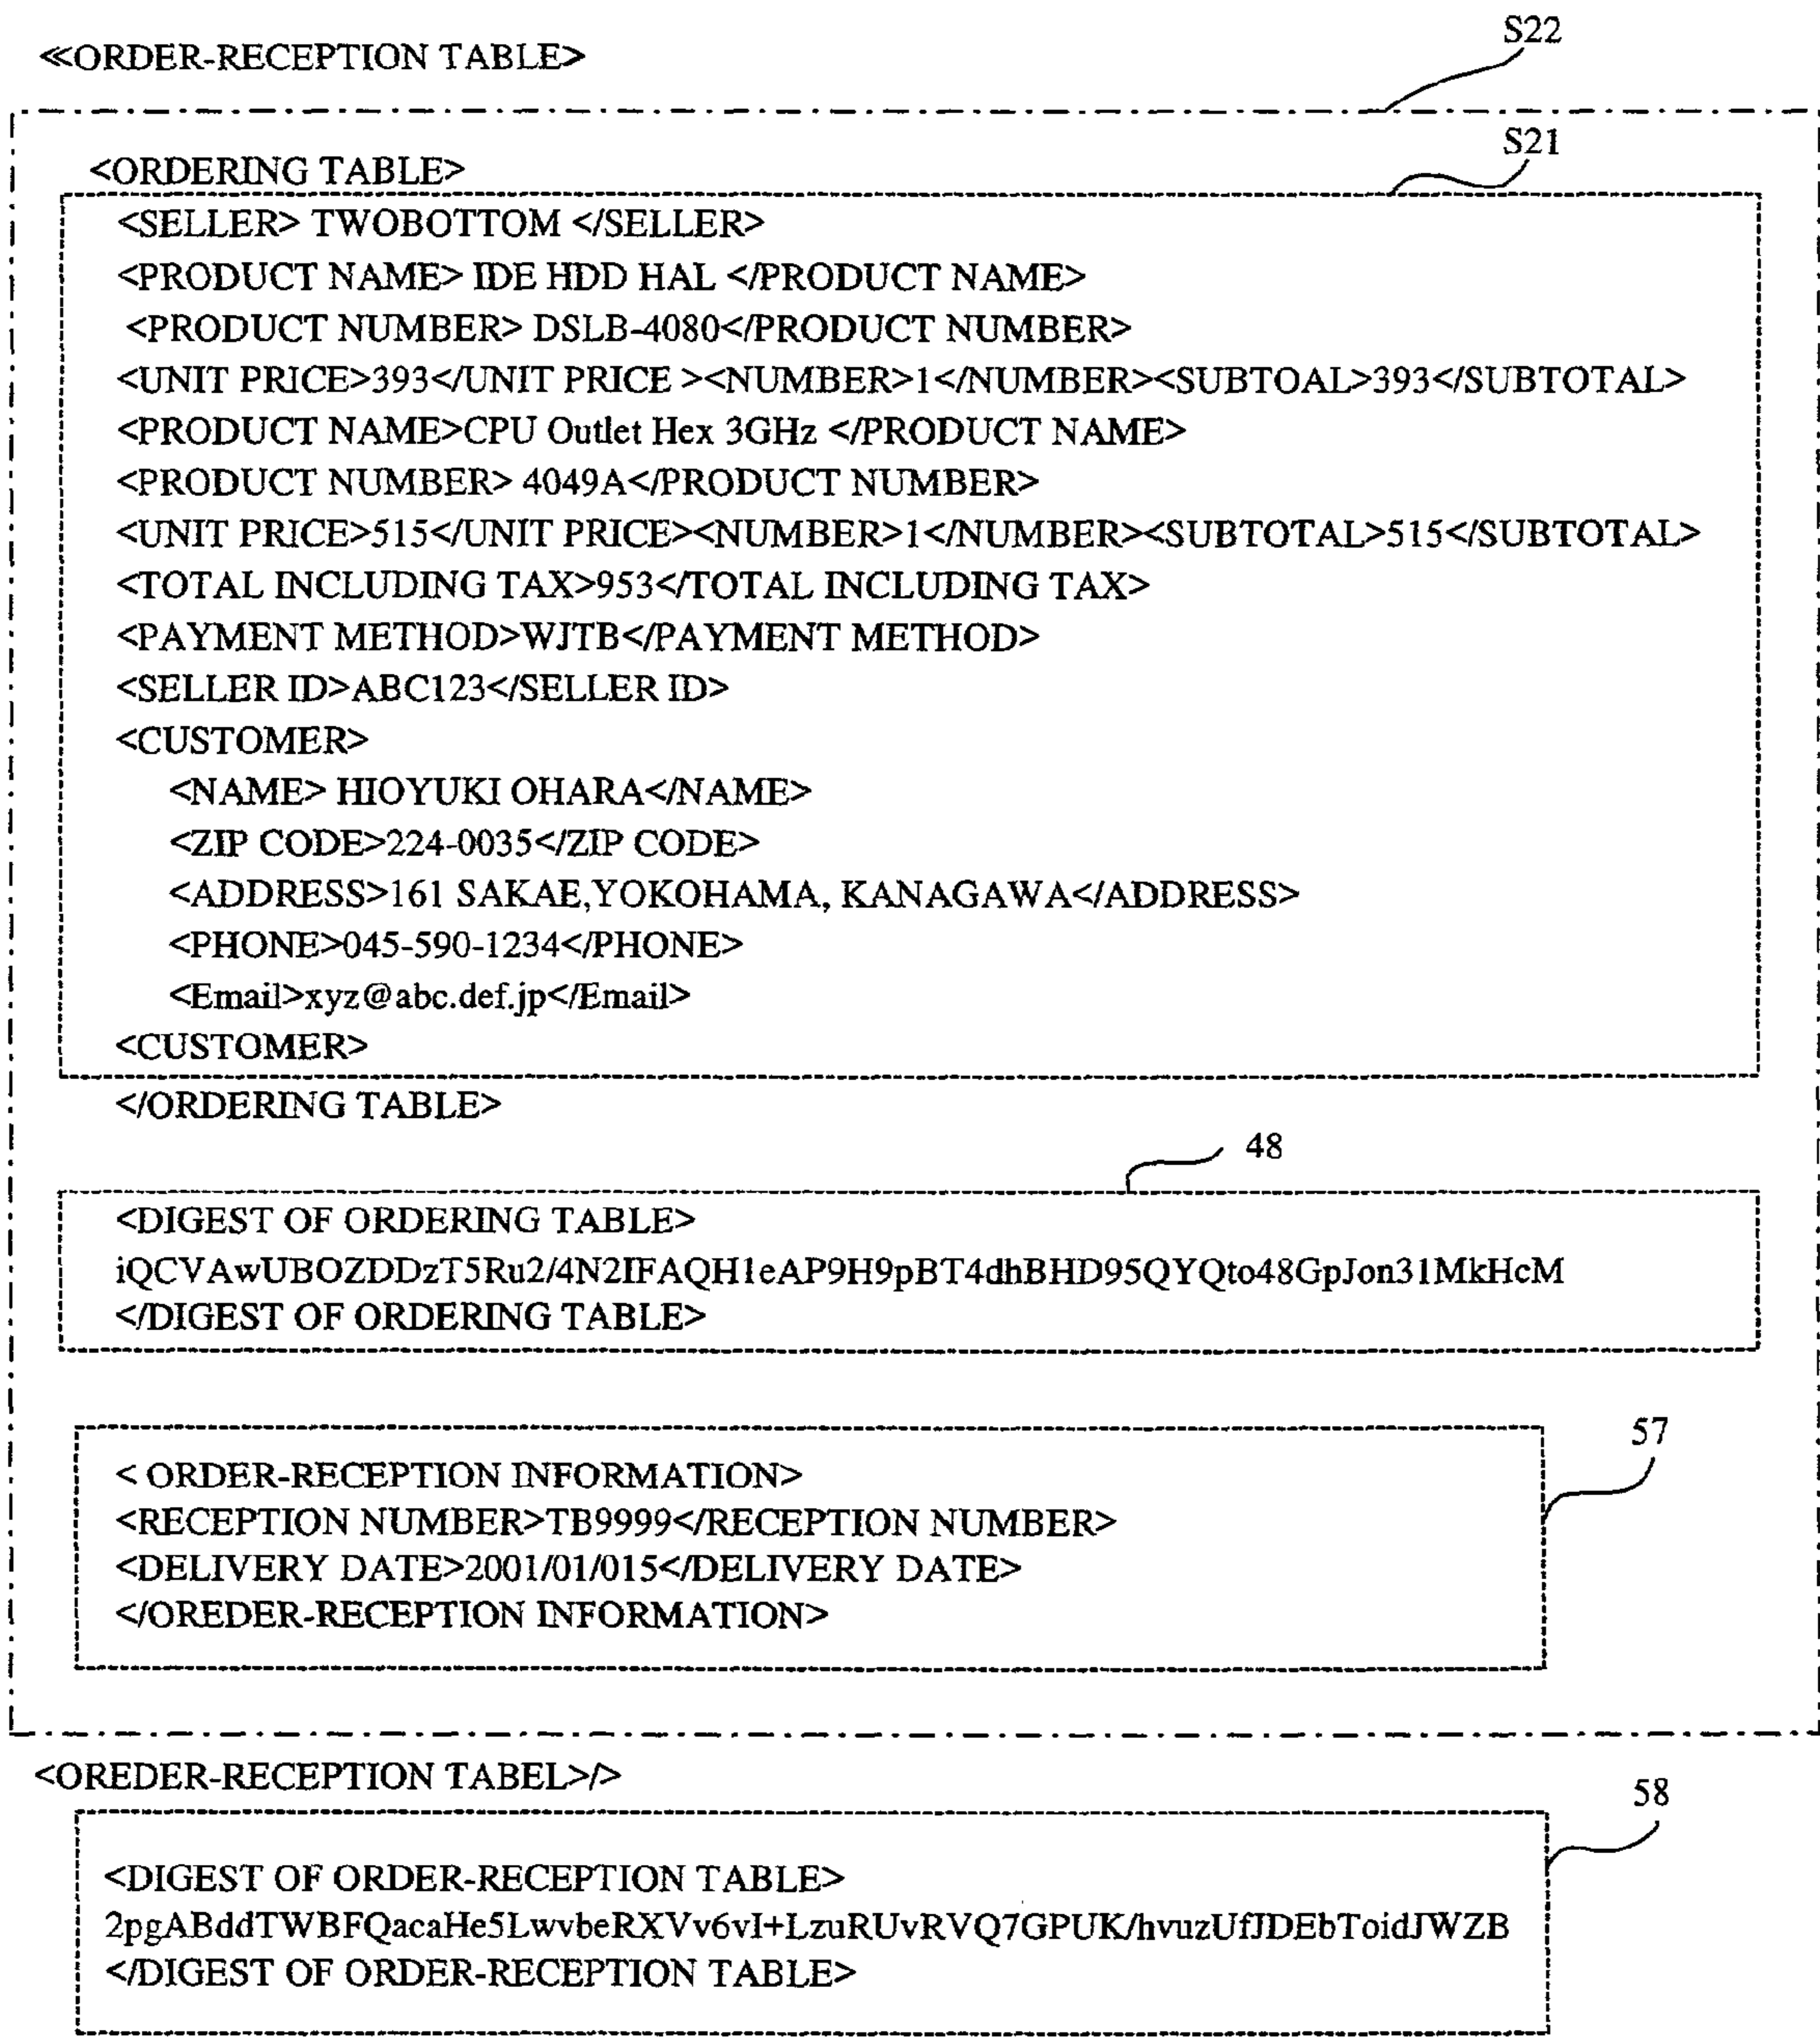 S22
≪ORDER-RECEPTION TABLE>
S21
<ORDERING TABLE>
<SELLER> TWOBOTTOM </SELLER>
<PRODUCT NAME> IDE HDD HAL </PRODUCT NAME>
<PRODUCT NUMBER> DSLB-4080</PRODUCT NUMBER>
<UNIT PRICE>393</UNIT PRICE ><NUMBER>1</NUMBER><SUBTOAL>393</SUBTOTAL>
<PRODUCT NAME>CPU Outlet Hex 3GHz </PRODUCT NAME>
<PRODUCT NUMBER> 4049A</PRODUCT NUMBER>
<UNIT PRICE>515</UNIT PRICE><NUMBER>1</NUMBER><SUBTOTAL>515</SUBTOTAL>
<TOTAL INCLUDING TAX>953</TOTAL INCLUDING TAX>
<PAYMENT METHOD>WJTB</PAYMENT METHOD>
<SELLER ID>ABC123</SELLER ID>
<CUSTOMER>
<NAME> HIOYUKI OHARA</NAME>
<ZIP CODE>224-0035</ZIP CODE>
<ADDRESS>161 SAKAE,YOKOHAMA, KANAGAWA</ADDRESS>
<PHONE>045-590-1234</PHONE>
<Email>xyz@abc.def.jp</Email>
<CUSTOMER>
</ORDERING TABLE>
48
<DIGEST OF ORDERING TABLE>
iQCVAwUBOZDDzT5Ru2/4N2IFAQH1eAP9H9pBT4dhBHD95QYQto48GpJon31MkHcM
</DIGEST OF ORDERING TABLE>
57
< ORDER-RECEPTION INFORMATION>
<RECEPTION NUMBER>TB9999</RECEPTION NUMBER>
<DELIVERY DATE>2001/01/015</DELIVERY DATE>
</OREDER-RECEPTION INFORMATION>
<OREDER-RECEPTION TABEL>/>
58
<DIGEST OF ORDER-RECEPTION TABLE>
2pgABddTWBFQacaHe5LwvbeRXVv6vI+LzuRUvRVQ7GPUK/hvuzUfJDEbToidJWZB
</DIGEST OF ORDER-RECEPTION TABLE>